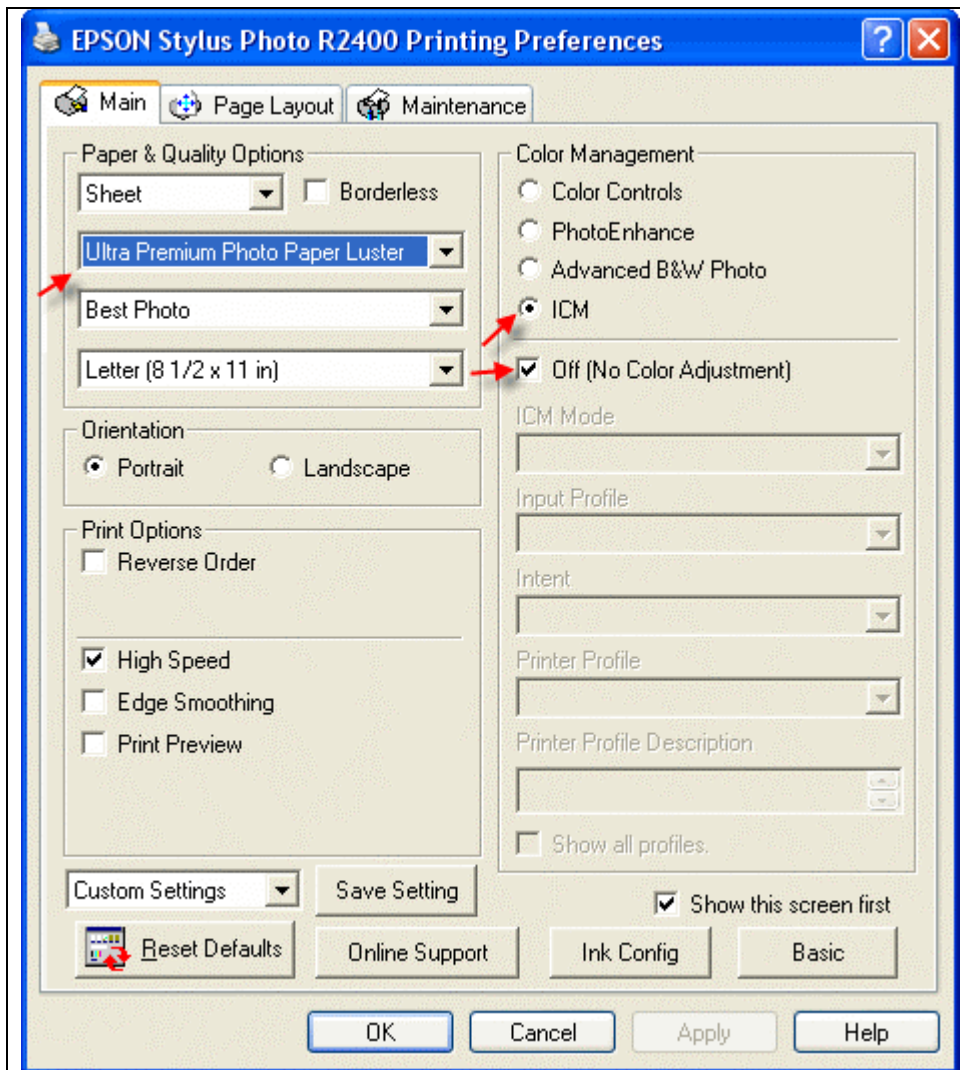 EPSON Stylus Photo R2400 Printing Preferences
Main
Page Layout
Maintenance
Paper & Quality Options
Sheet
Borderless
Ultra Premium Photo Paper Luster
Best Photo
Letter (8 1/2 x 11 in)
Orientation
Portrait
Landscape
Print Options
Reverse Order
High Speed
Edge Smoothing
Print Preview
Color Management
Color Controls
PhotoEnhance
Advanced B&W Photo
ICM
Off (No Color Adjustment)
ICM Mode
Input Profile
Intent
Printer Profile
Printer Profile Description
Show all profiles.
Custom Settings
Save Setting
Show this screen first
Reset Defaults
Online Support
Ink Config
Basic
OK
Cancel
Apply
Help